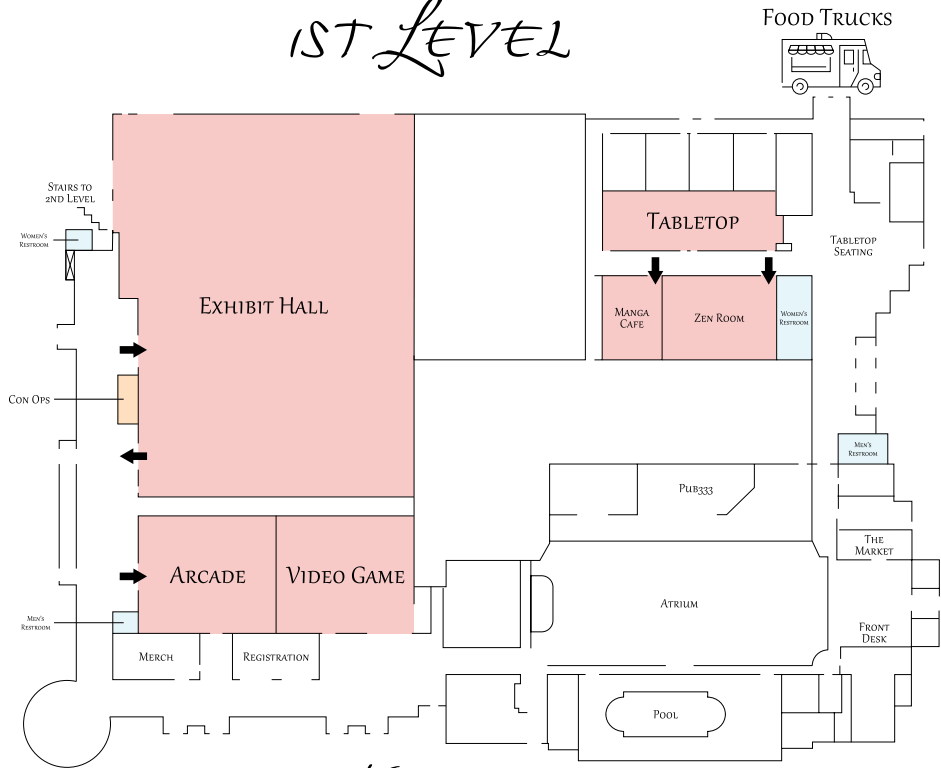 1ST LEVEL
FOOD TRUCKS
STAIRS TO
2ND LEVEL
WOMEN'S
RESTROOM
TABLETOP
TABLETOP
SEATING
EXHIBIT HALL
MANGA
CAFE
ZEN ROOM
WOMEN'S
RESTROOM
CON OPS
MEN'S
RESTROOM
PUB333
THE
MARKET
ARCADE
VIDEO GAME
ATRIUM
MEN'S
RESTROOM
FRONT
DESK
MERCH
REGISTRATION
POOL